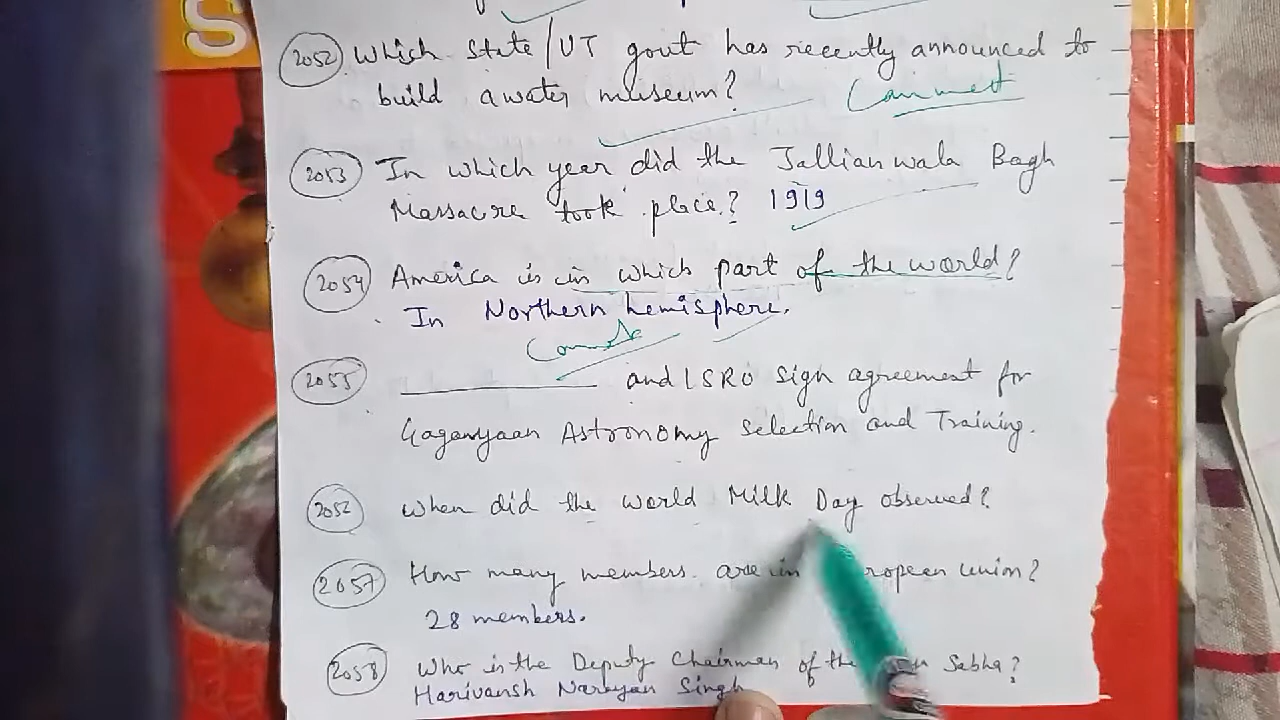 S
2052 Which State/UT govt has recently announced to
build a water museum?
2053 In which year did the Jallianwala Bagh
Massacre took place? 1919
2054 America is in which part of the world?
In Northern hemisphere.
2055 __________ and ISRO sign agreement for
Gaganyaan Astronomy Selection and Training.
2052 When did the world Milk Day observed?
2057 How many members are in ropean union?
28 members.
2058 Who is the Deputy Chairman of the Sabha?
Harivansh Narayan Singh